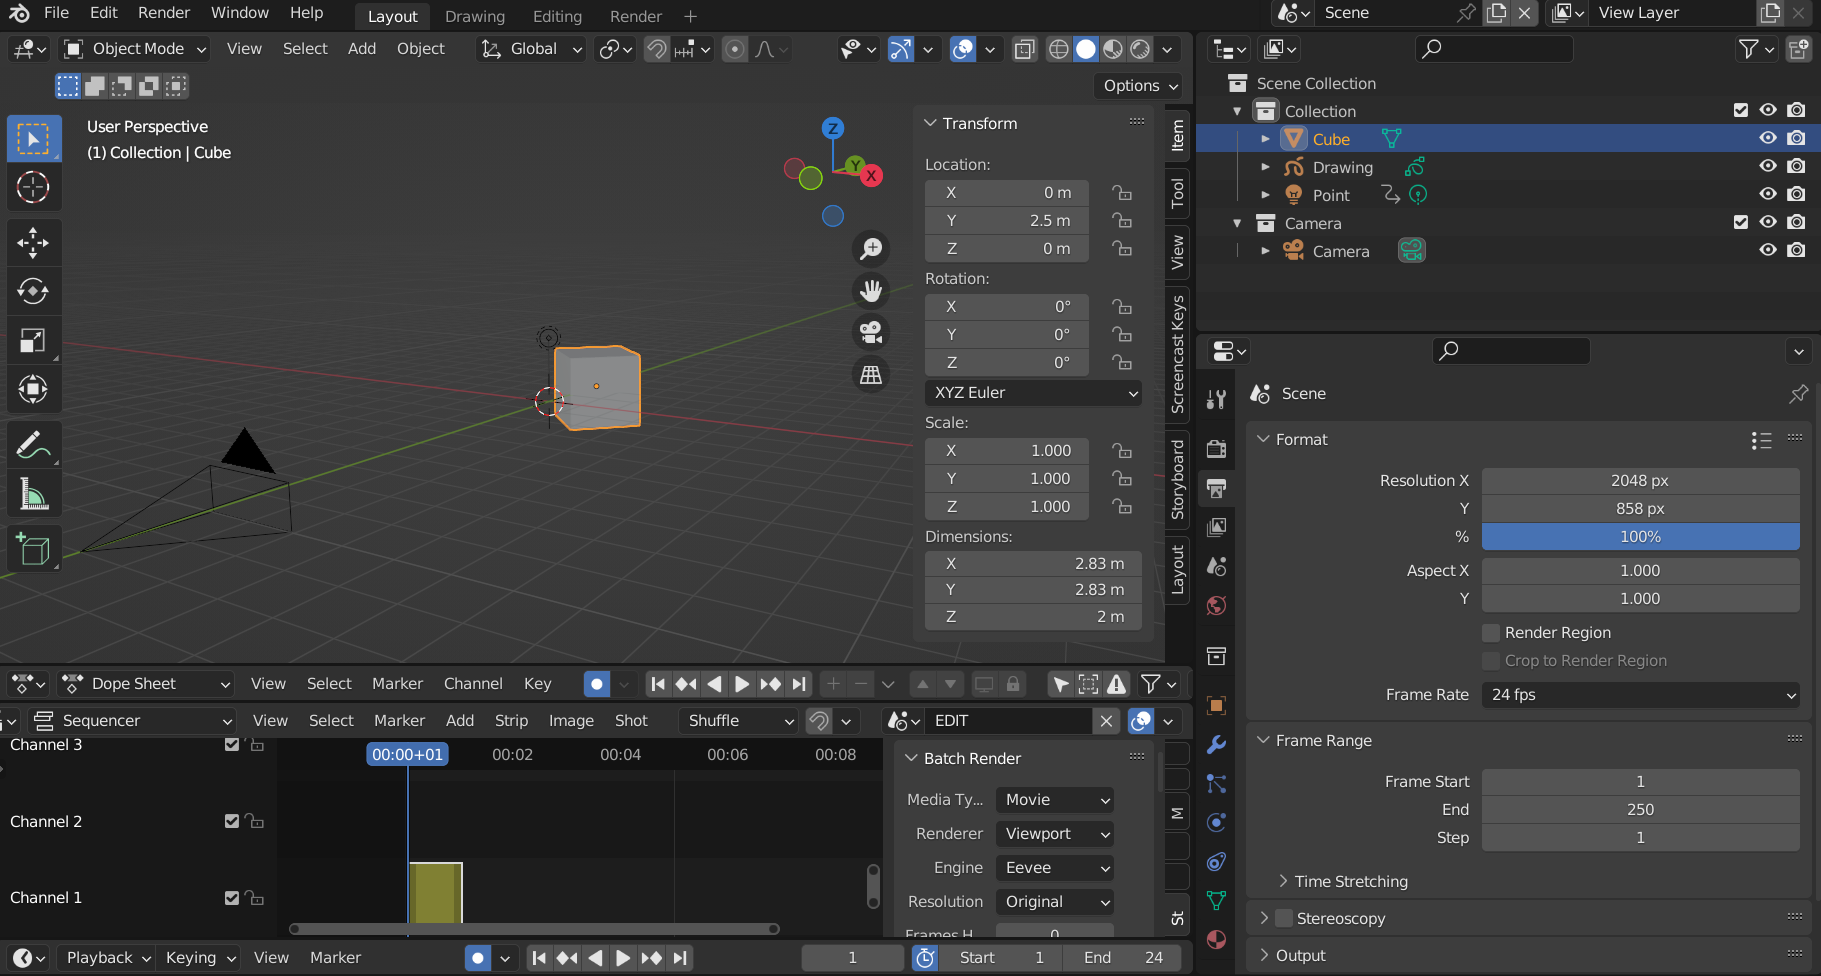 File Edit Render Window Help Layout Drawing Editing Render Scene View Layer
Object Mode View Select Add Object Global
Options
User Perspective
(1) Collection | Cube
Z
Y
X
Transform
Location:
X 0 m
Y 2.5 m
Z 0 m
Rotation:
X 0°
Y 0°
Z 0°
XYZ Euler
Scale:
X 1.000
Y 1.000
Z 1.000
Dimensions:
X 2.83 m
Y 2.83 m
Z 2 m
Item
Tool
View
Screencast Keys
Storyboard
Layout
Scene Collection
Collection
Cube
Drawing
Point
Camera
Camera
Scene
Format
Resolution X 2048 px
Y 858 px
% 100%
Aspect X 1.000
Y 1.000
Render Region
Crop to Render Region
Frame Rate 24 fps
Frame Range
Frame Start 1
End 250
Step 1
Time Stretching
Stereoscopy
Output
Dope Sheet View Select Marker Channel Key
Sequencer View Select Marker Add Strip Image Shot Shuffle EDIT
Channel 3
Channel 2
Channel 1
00:00+01 00:02 00:04 00:06 00:08
Batch Render
Media Ty... Movie
Renderer Viewport
Engine Eevee
Resolution Original
Frames H 0
M
St
Playback Keying View Marker 1 Start 1 End 24